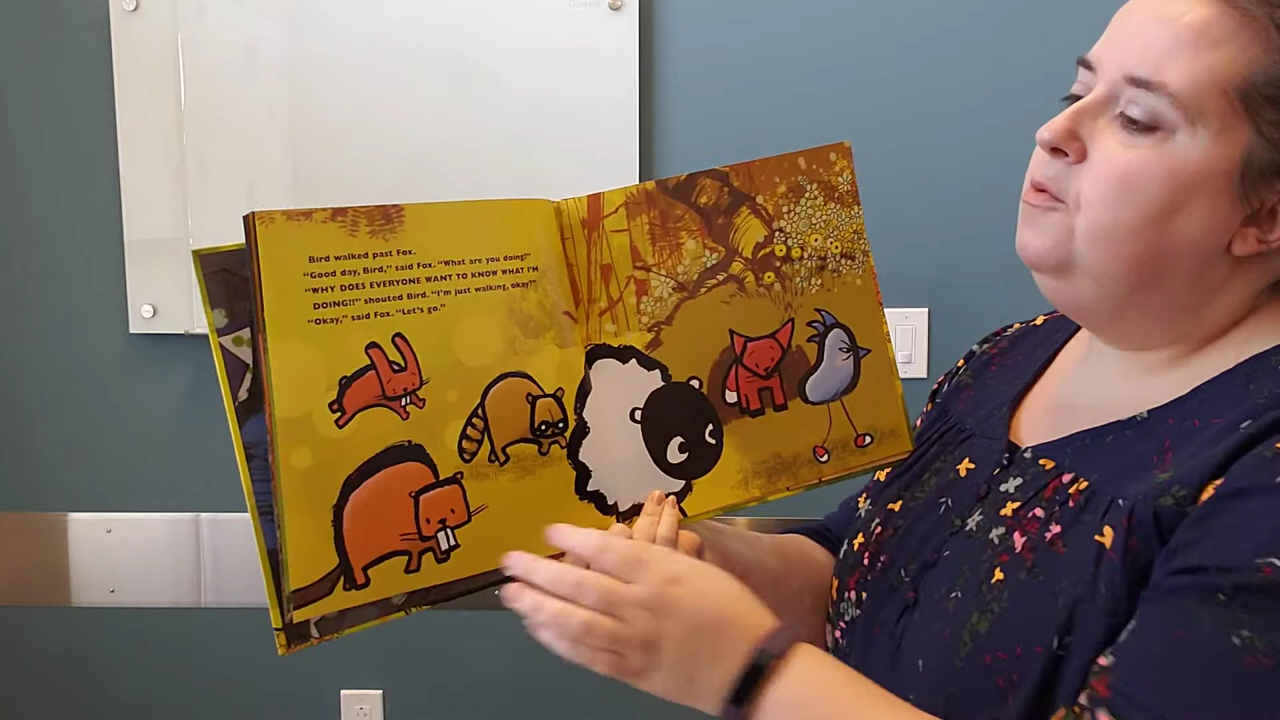 Bird walked past Fox.
"Good day, Bird," said Fox. "What are you doing?"
"WHY DOES EVERYONE WANT TO KNOW WHAT I'M
DOING!!" shouted Bird. "I'm just walking, okay?"
"Okay," said Fox. "Let's go."